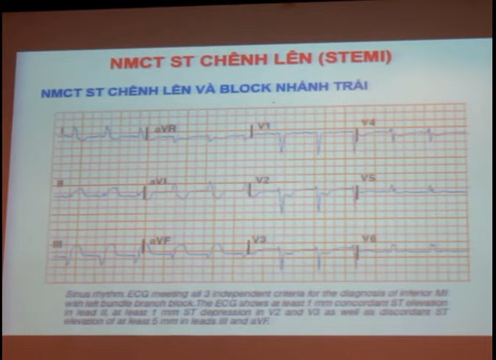 NMCT ST CHÊNH LÊN (STEMI)
NMCT ST CHÊNH LÊN VÀ BLOCK NHÁNH TRÁI
I aVR V1 V4
II aVL V2 V5
III aVF V3 V6
Sinus rhythm. ECG meeting all 3 independent criteria for the diagnosis of inferior MI
with left bundle branch block. The ECG shows at least 1 mm concordant ST elevation
in lead II, at least 1 mm ST depression in V2 and V3 as well as discordant ST
elevation of at least 5 mm in leads III and aVF.